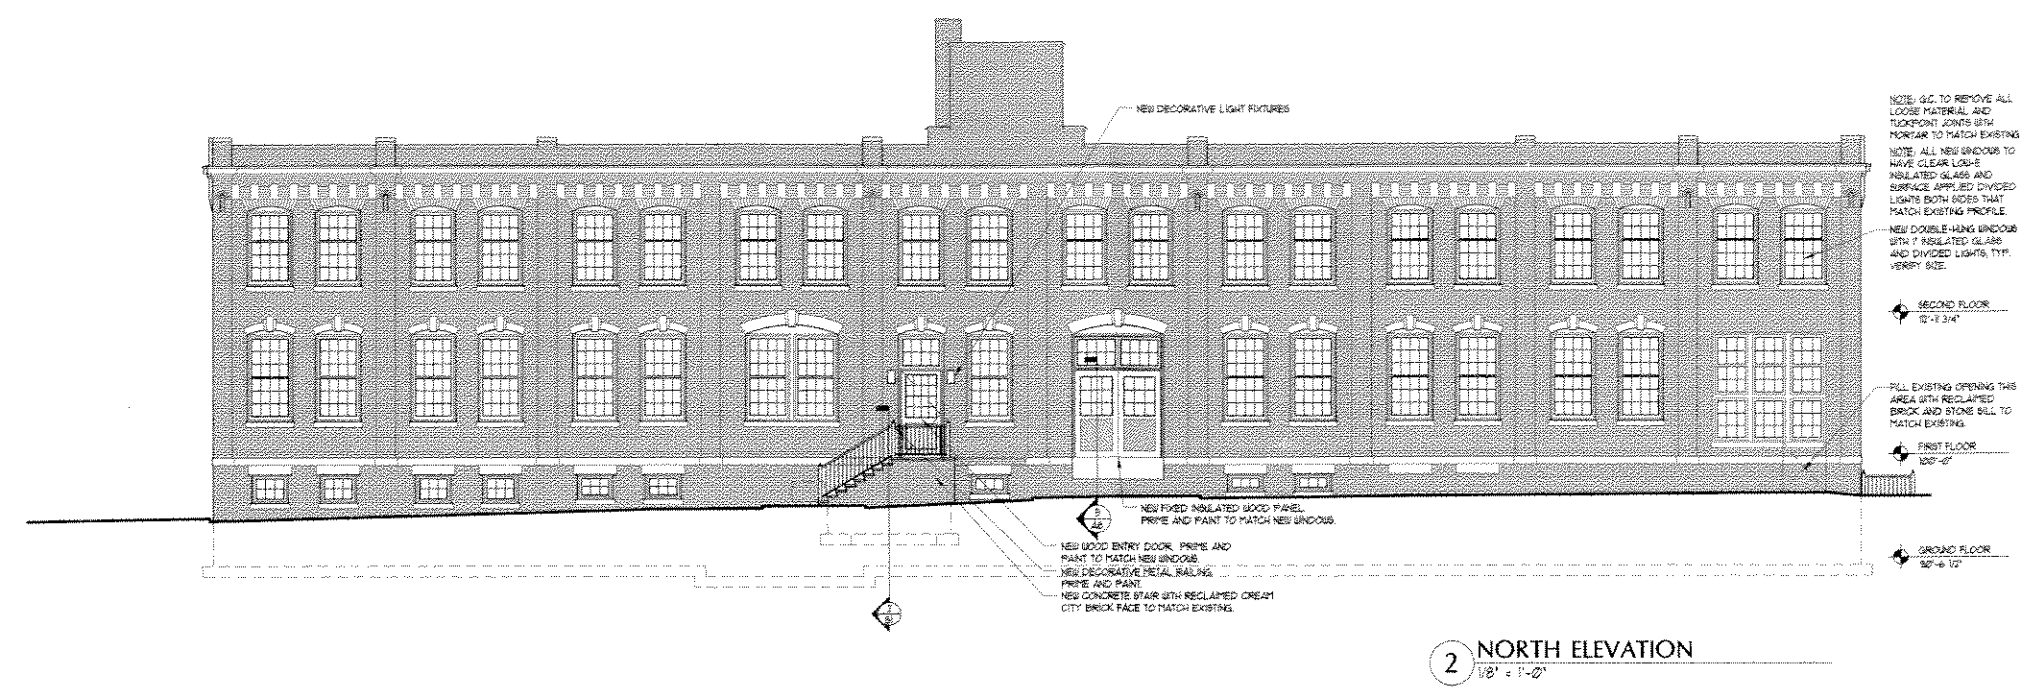 NEW DECORATIVE LIGHT FIXTURES
NOTE: G.C. TO REMOVE ALL
LOOSE MATERIAL AND
TUCKPOINT JOINTS WITH
MORTAR TO MATCH EXISTING
NOTE: ALL NEW WINDOWS TO
HAVE CLEAR LOW-E
INSULATED GLASS AND
SURFACE APPLIED DIVIDED
LIGHTS BOTH SIDES THAT
MATCH EXISTING PROFILE.
NEW DOUBLE-HUNG WINDOWS
WITH 1" INSULATED GLASS
AND DIVIDED LIGHTS, TYP.
VERIFY SIZE.
SECOND FLOOR
FILL EXISTING OPENING THIS
AREA WITH RECLAIMED
BRICK AND STONE SILL TO
MATCH EXISTING.
FIRST FLOOR
100'-0"
NEW FIXED INSULATED WOOD PANEL.
PRIME AND PAINT TO MATCH NEW WINDOWS.
NEW WOOD ENTRY DOOR. PRIME AND
PAINT TO MATCH NEW WINDOWS.
NEW DECORATIVE METAL RAILING.
PRIME AND PAINT.
NEW CONCRETE STAIR WITH RECLAIMED CREAM
CITY BRICK FACE TO MATCH EXISTING.
GROUND FLOOR
2 NORTH ELEVATION
1/8" = 1'-0"